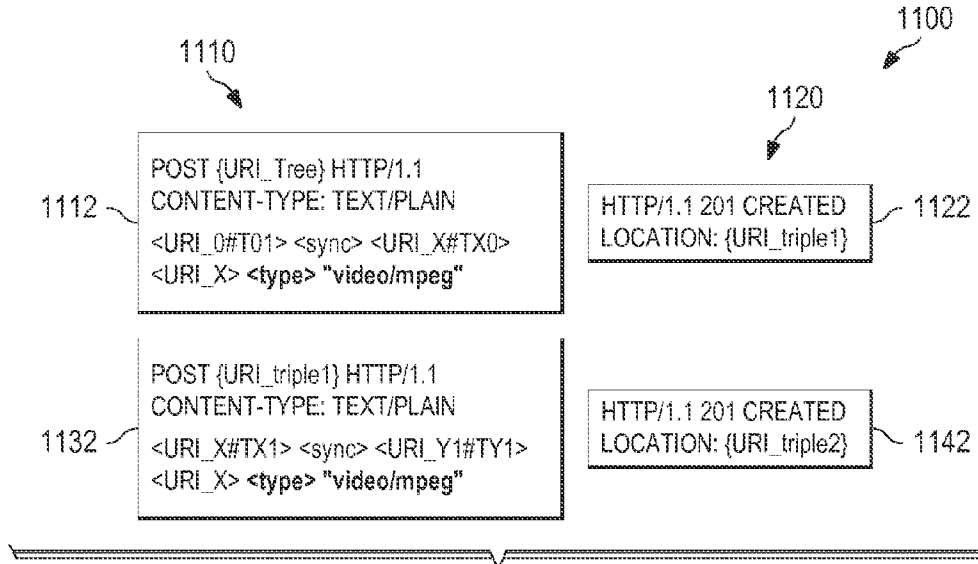 1100
1110
1120
POST {URI_Tree} HTTP/1.1
CONTENT-TYPE: TEXT/PLAIN
<URI_0#T01> <sync> <URI_X#TX0>
<URI_X> <type> "video/mpeg"
1112
HTTP/1.1 201 CREATED
LOCATION: {URI_triple1}
1122
POST {URI_triple1} HTTP/1.1
CONTENT-TYPE: TEXT/PLAIN
<URI_X#TX1> <sync> <URI_Y1#TY1>
<URI_X> <type> "video/mpeg"
1132
HTTP/1.1 201 CREATED
LOCATION: {URI_triple2}
1142